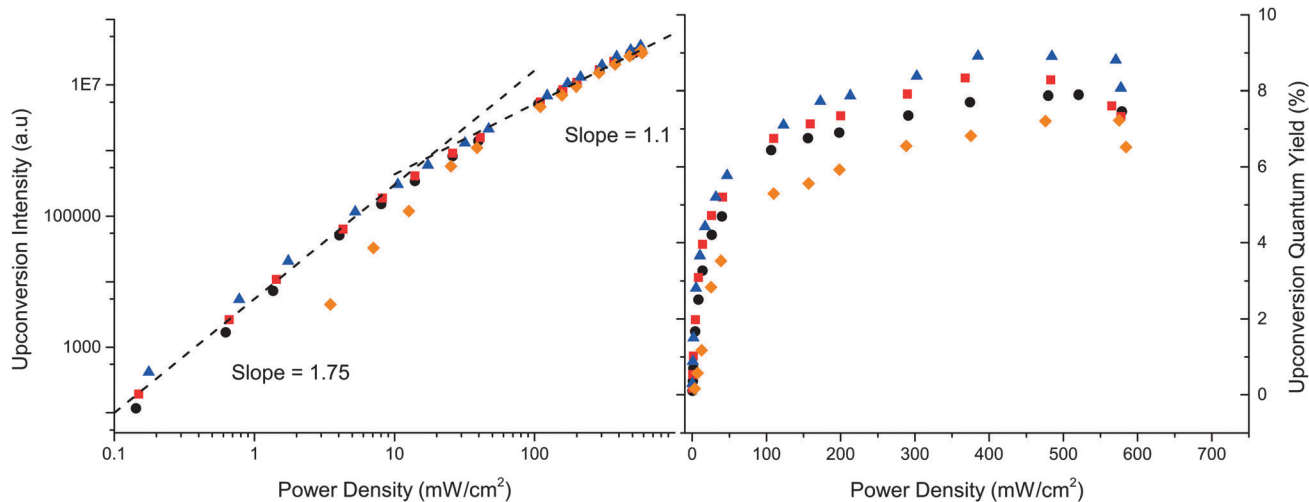 Upconversion Intensity (a.u)
1E7
100000
1000
Slope = 1.1
Slope = 1.75
0.1 1 10 100
Power Density (mW/cm²)
10
8
6
4
2
0
Upconversion Quantum Yield (%)
0 100 200 300 400 500 600 700
Power Density (mW/cm²)